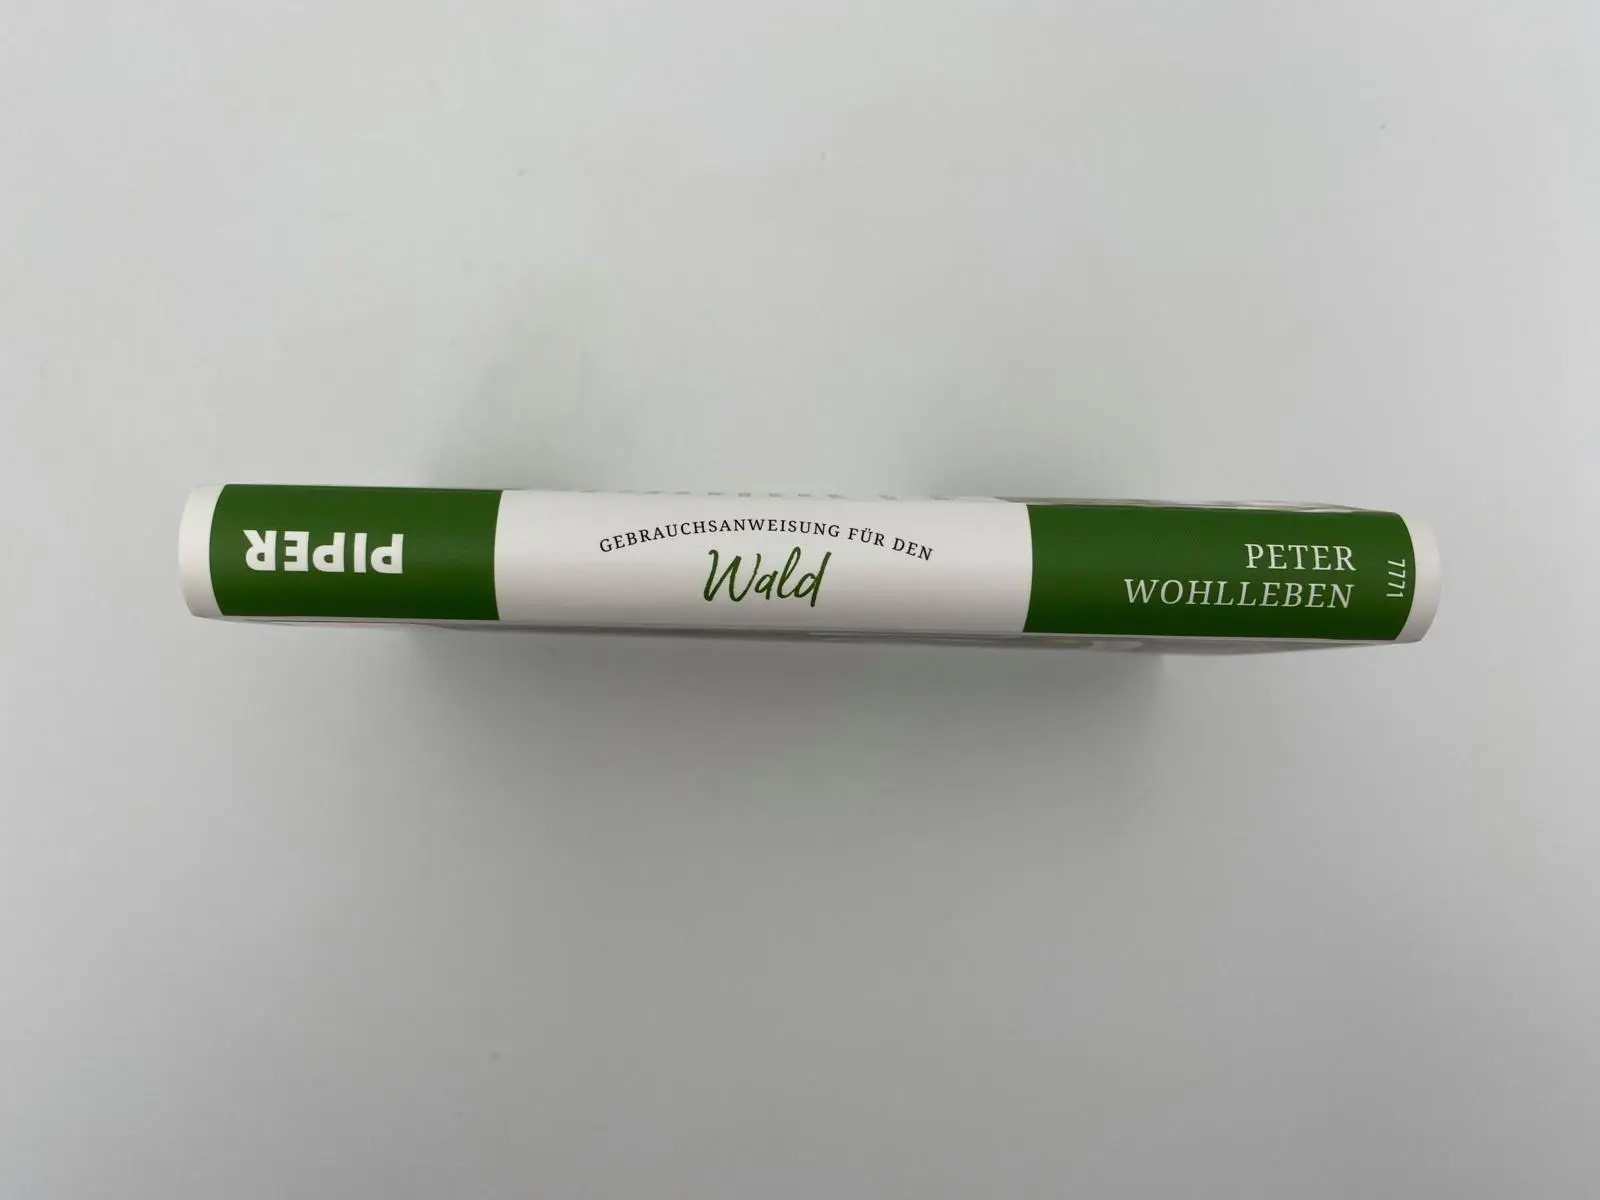 PIPER
GEBRAUCHSANWEISUNG FÜR DEN
Wald
PETER
WOHLLEBEN
7771